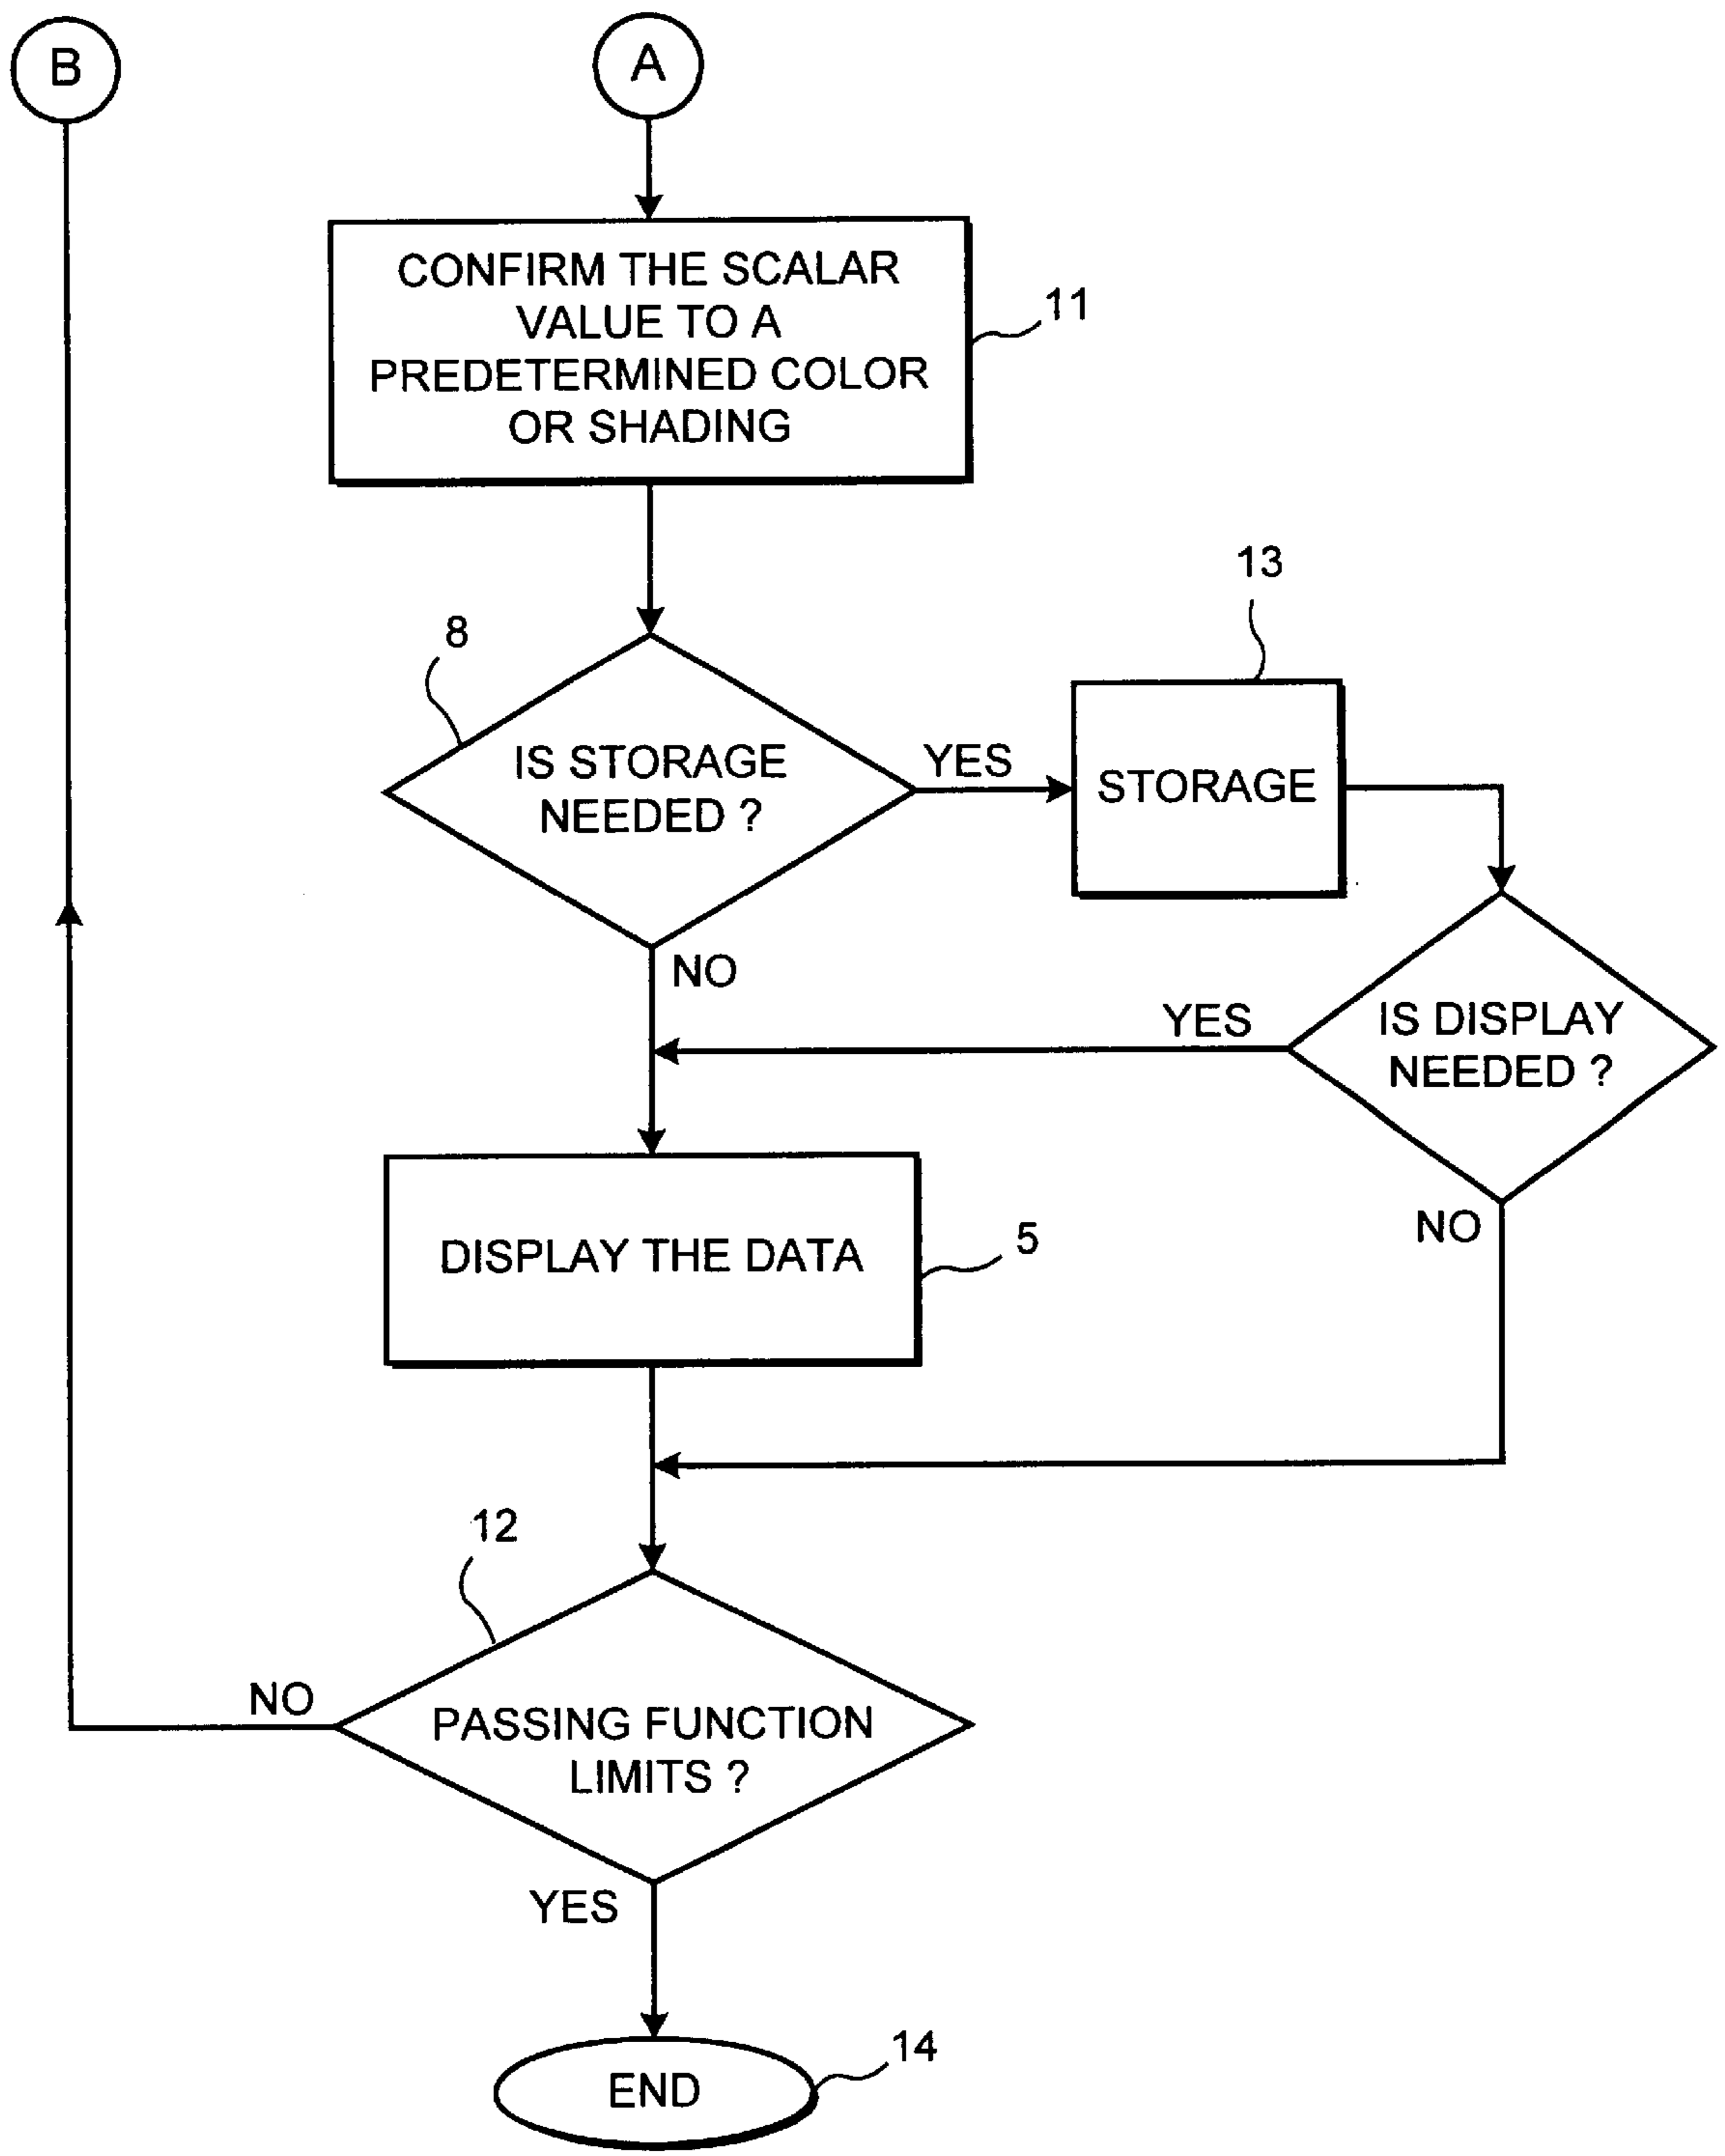 B
A
CONFIRM THE SCALAR
VALUE TO A
PREDETERMINED COLOR
OR SHADING
11
8
IS STORAGE
NEEDED ?
YES
13
STORAGE
NO
YES
IS DISPLAY
NEEDED ?
NO
DISPLAY THE DATA
5
12
NO
PASSING FUNCTION
LIMITS ?
YES
END
14